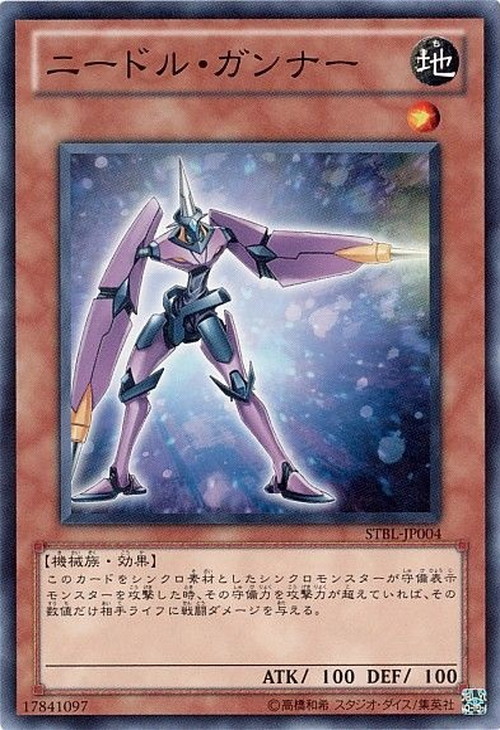 ニードル・ガンナー
地
STBL-JP004
【機械族・効果】
このカードをシンクロ素材としたシンクロモンスターが守備表示
モンスターを攻撃した時、その守備力を攻撃力が超えていれば、その
数値だけ相手ライフに戦闘ダメージを与える。
ATK/ 100 DEF/ 100
17841097
©高橋和希 スタジオ・ダイス/集英社